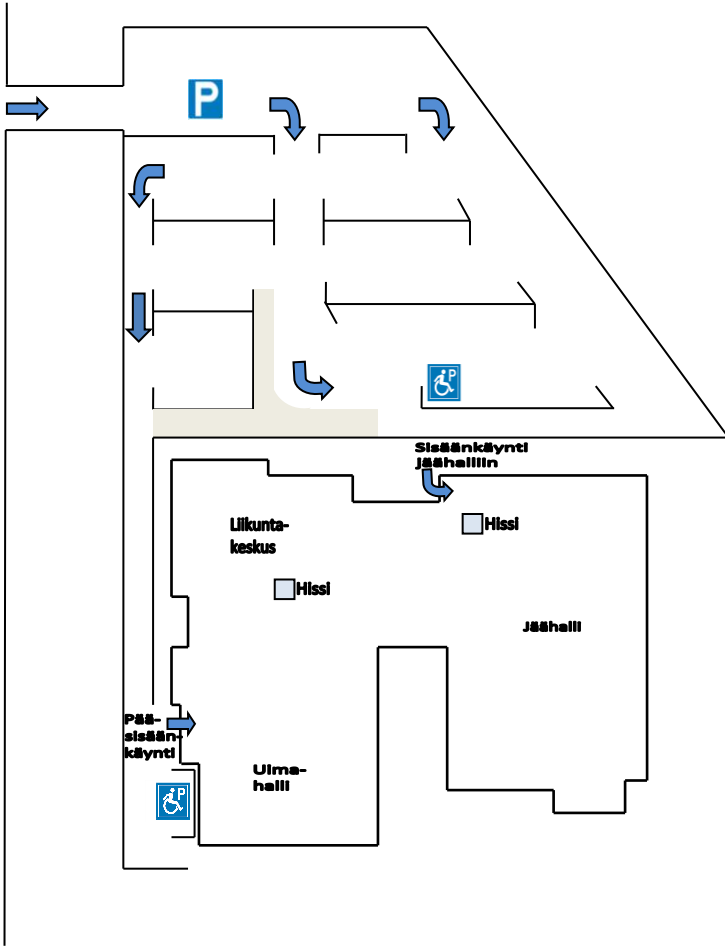 P
P
Sisäänkäynti
jäähalliin
Liikunta-
keskus
Hissi
Hissi
Jäähalli
Pää-
sisään-
käynti
Uima-
halli
P